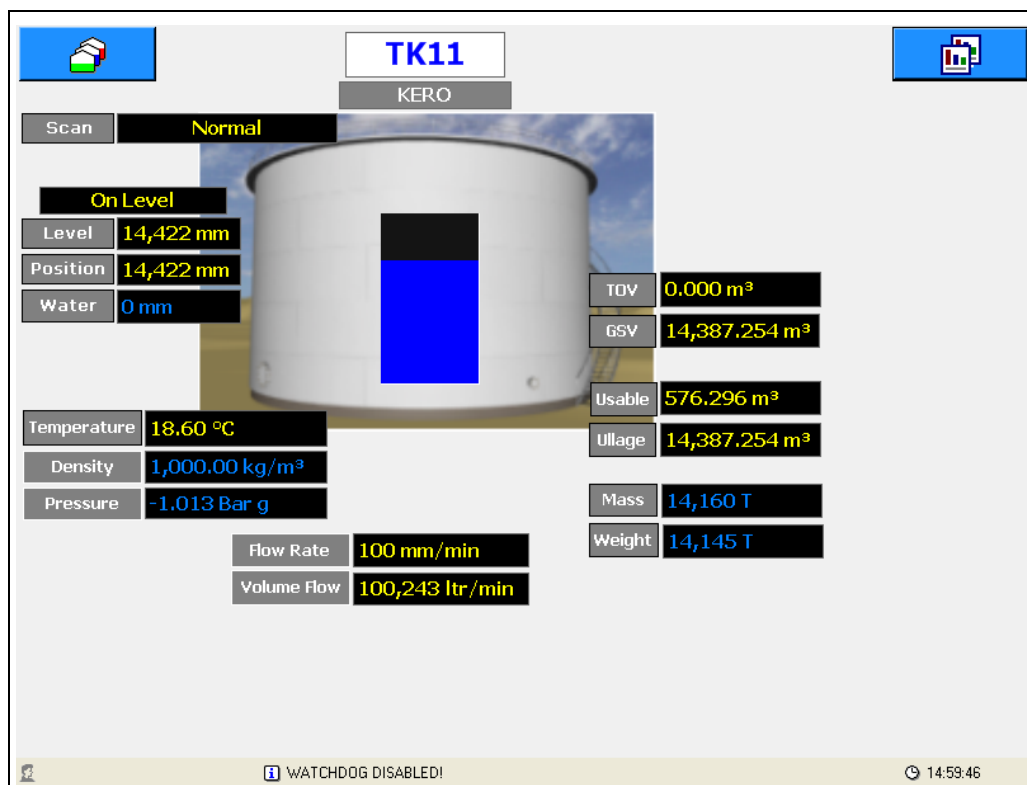 TK11
KERO
Scan Normal
On Level
Level 14,422 mm
Position 14,422 mm
Water 0 mm
TOV 0.000 m³
GSV 14,387.254 m³
Usable 576.296 m³
Ullage 14,387.254 m³
Temperature 18.60 ºC
Density 1,000.00 kg/m³
Pressure -1.013 Bar g
Mass 14,160 T
Weight 14,145 T
Flow Rate 100 mm/min
Volume Flow 100,243 ltr/min
WATCHDOG DISABLED!
14:59:46